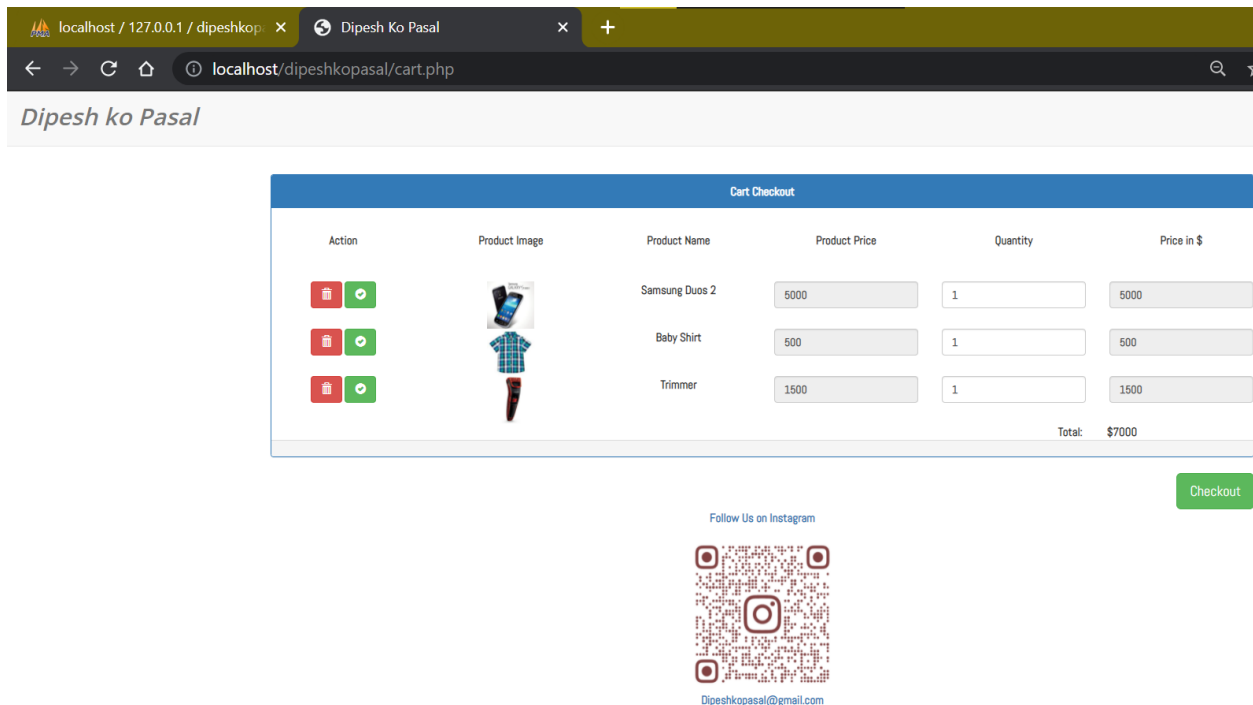 localhost / 127.0.0.1 / dipeshkop
Dipesh Ko Pasal
localhost/dipeshkopasal/cart.php
Dipesh ko Pasal
Cart Checkout
Action Product Image Product Name Product Price Quantity Price in $
Samsung Duos 2 5000 1 5000
Baby Shirt 500 1 500
Trimmer 1500 1 1500
Total: $7000
Checkout
Follow Us on Instagram
Dipeshkopasal@gmail.com